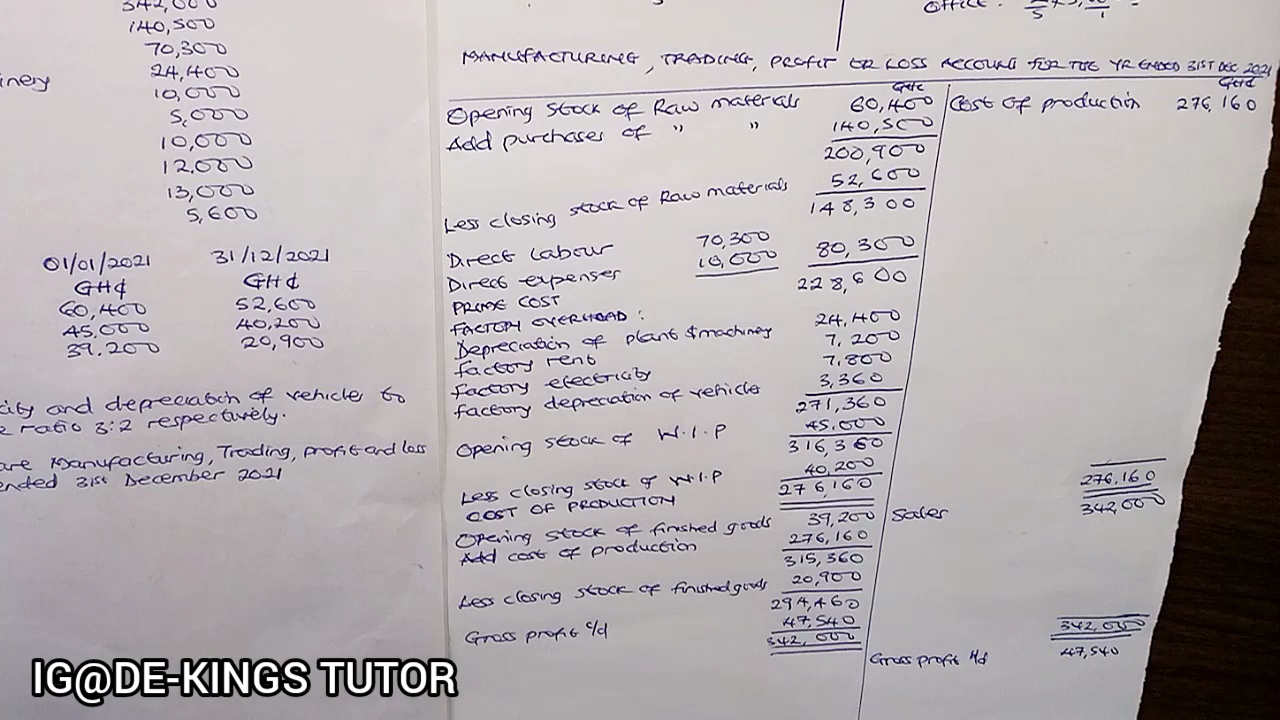 342,000
140,500
70,300
24,400
inery 10,000
5,000
10,000
12,000
13,000
5,600
01/01/2021 31/12/2021
GH¢ GH¢
60,400 52,600
45,000 40,200
39,200 20,900
city and depreciation of vehicles to
ratio 3:2 respectively.
are Manufacturing, Trading, profit and loss
ended 31st December 2021
office:
MANUFACTURING, TRADING, PROFIT OR LOSS ACCOUNT FOR THE YR ENDED 31ST DEC 2021
GH¢ GH¢
Opening stock of Raw materials 60,400 Cost of production 276,160
Add purchases of " " 140,500
200,900
Less closing stock of Raw materials 52,600
148,300
Direct Labour 70,300
Direct expenses 10,000 80,300
PRIME COST 228,600
FACTORY OVERHEAD:
Depreciation of plant & machinery 24,400
factory rent 7,200
factory electricity 7,800
factory depreciation of vehicle 3,360
271,360
Opening stock of W.I.P 45,000
316,360
Less closing stock of W.I.P 40,200
COST OF PRODUCTION 276,160 276,160
Opening stock of finished goods 39,200 Sales 342,000
Add cost of production 276,160
315,360
Less closing stock of finished goods 20,900
294,460
Gross profit c/d 47,540
342,000 342,000
Gross profit b/d 47,540
IG@DE-KINGS TUTOR